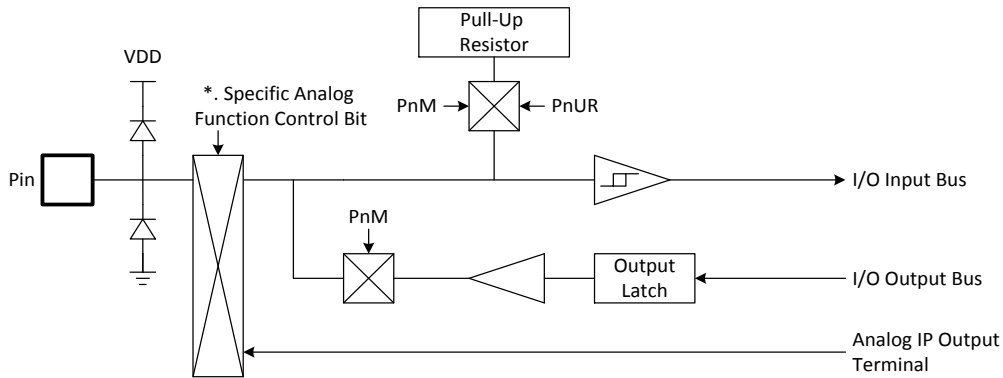 Pull-Up
Resistor
VDD
*. Specific Analog
Function Control Bit
PnM
PnUR
Pin
I/O Input Bus
PnM
Output
Latch
I/O Output Bus
Analog IP Output
Terminal